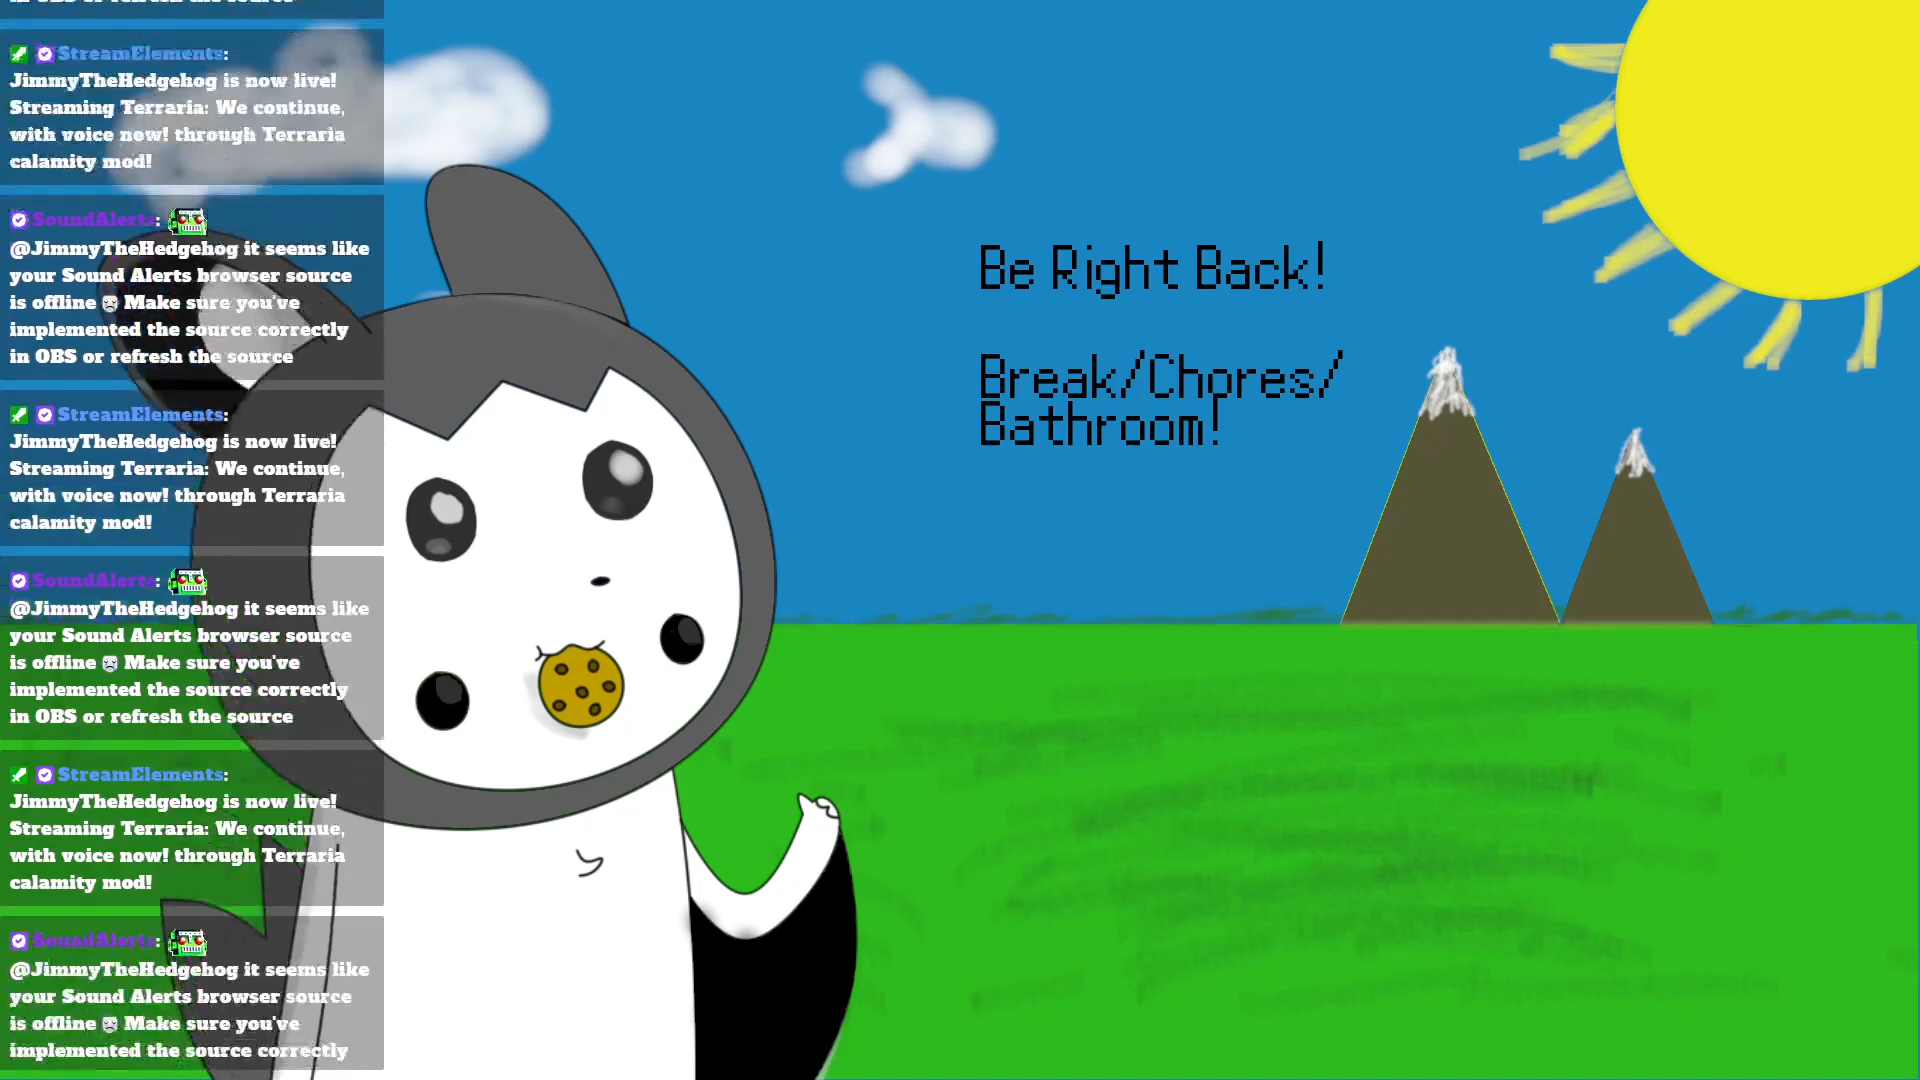 in OBS or refresh the source
StreamElements:
JimmyTheHedgehog is now live!
Streaming Terraria: We continue,
with voice now! through Terraria
calamity mod!
SoundAlerts:
@JimmyTheHedgehog it seems like
your Sound Alerts browser source
is offline Make sure you've
implemented the source correctly
in OBS or refresh the source
StreamElements:
JimmyTheHedgehog is now live!
Streaming Terraria: We continue,
with voice now! through Terraria
calamity mod!
SoundAlerts:
@JimmyTheHedgehog it seems like
your Sound Alerts browser source
is offline Make sure you've
implemented the source correctly
in OBS or refresh the source
StreamElements:
JimmyTheHedgehog is now live!
Streaming Terraria: We continue,
with voice now! through Terraria
calamity mod!
SoundAlerts:
@JimmyTheHedgehog it seems like
your Sound Alerts browser source
is offline Make sure you've
implemented the source correctly
Be Right Back!
Break/Chores/
Bathroom!